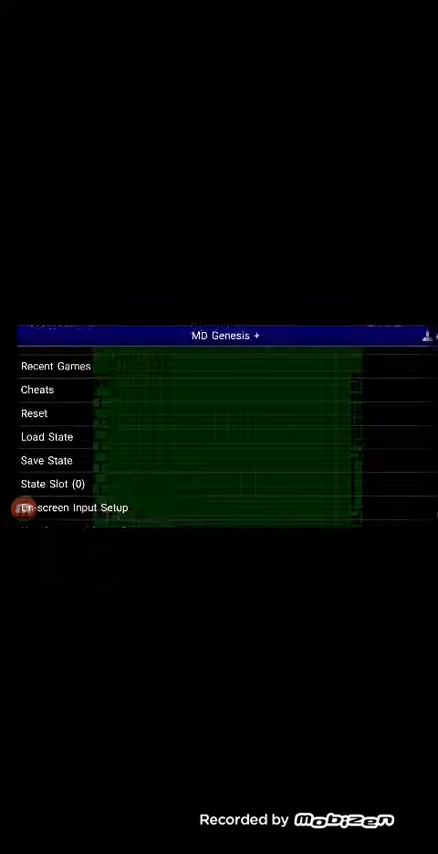 MD Genesis +
Recent Games
Cheats
Reset
Load State
Save State
State Slot (0)
On-screen Input Setup
Recorded by Mobizen